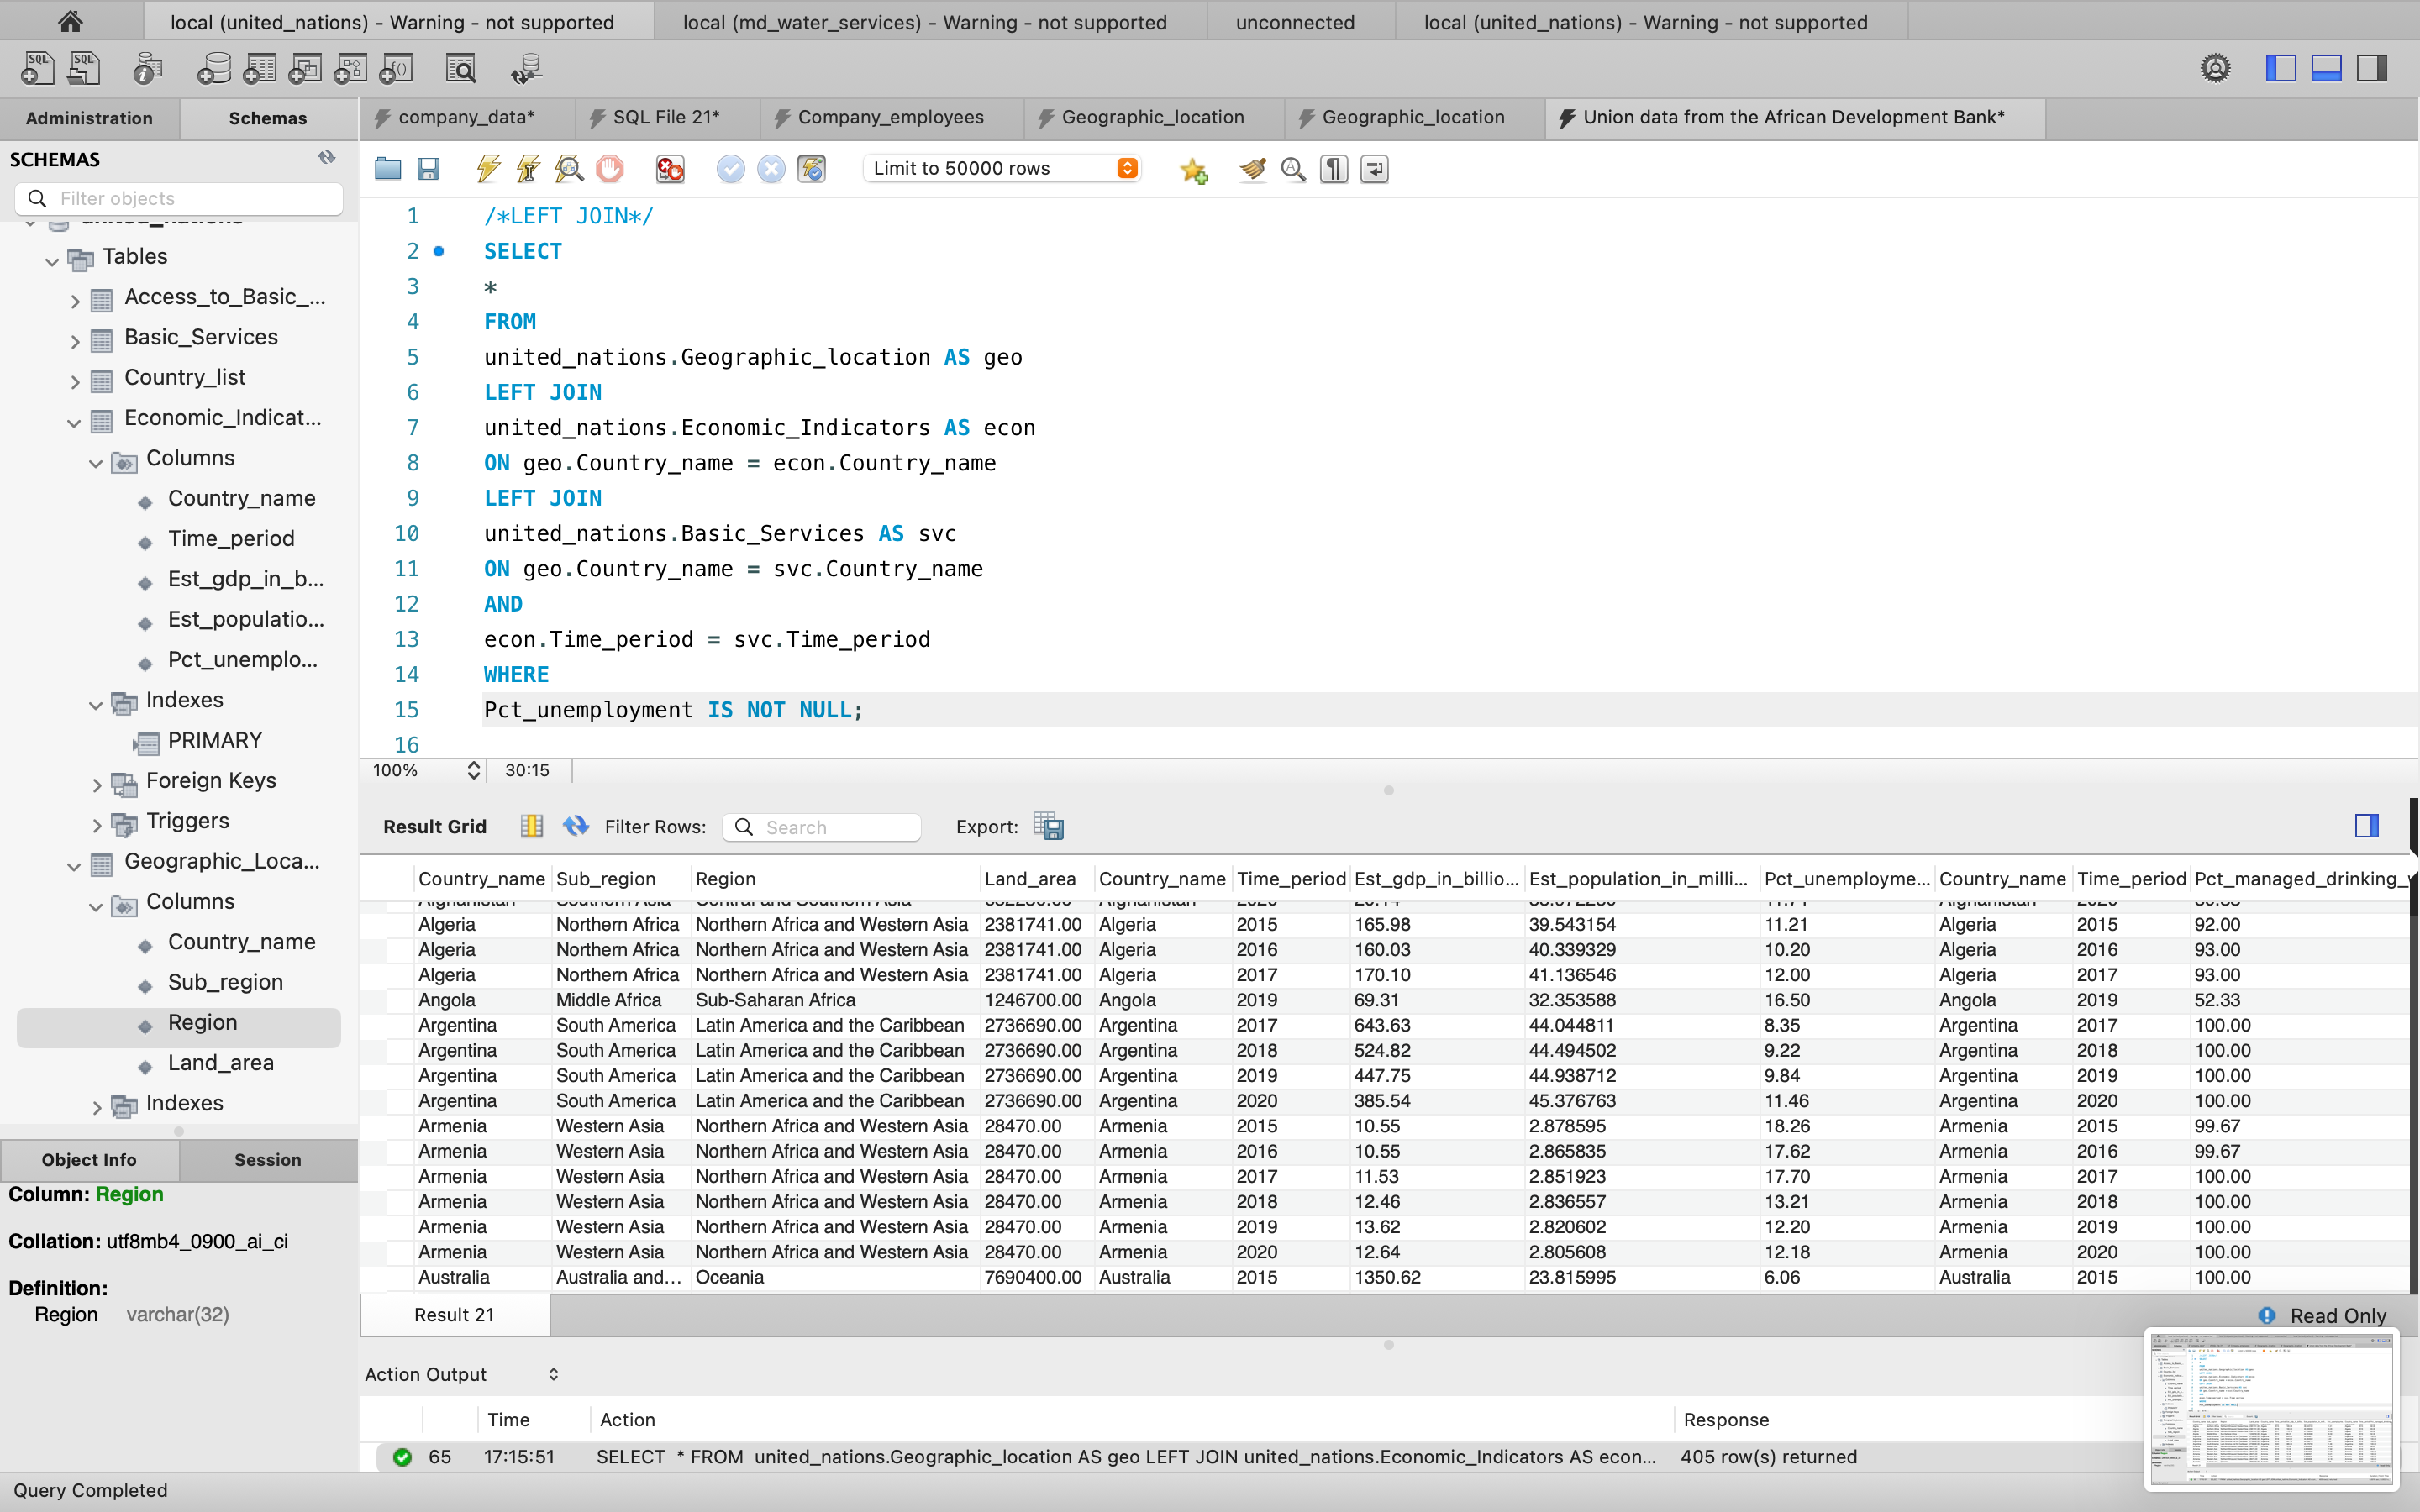 local (united_nations) - Warning - not supported
local (md_water_services) - Warning - not supported
unconnected
local (united_nations) - Warning - not supported
Administration
Schemas
company_data*
SQL File 21*
Company_employees
Geographic_location
Geographic_location
Union data from the African Development Bank*
SCHEMAS
Filter objects
Limit to 50000 rows
united_nations
Tables
Access_to_Basic_...
Basic_Services
Country_list
Economic_Indicat...
Columns
Country_name
Time_period
Est_gdp_in_b...
Est_populatio...
Pct_unemplo...
Indexes
PRIMARY
Foreign Keys
Triggers
Geographic_Loca...
Columns
Country_name
Sub_region
Region
Land_area
Indexes
Object Info
Session
Column: Region
Collation: utf8mb4_0900_ai_ci
Definition:
Region varchar(32)
1 /*LEFT JOIN*/
2 SELECT
3 *
4 FROM
5 united_nations.Geographic_location AS geo
6 LEFT JOIN
7 united_nations.Economic_Indicators AS econ
8 ON geo.Country_name = econ.Country_name
9 LEFT JOIN
10 united_nations.Basic_Services AS svc
11 ON geo.Country_name = svc.Country_name
12 AND
13 econ.Time_period = svc.Time_period
14 WHERE
15 Pct_unemployment IS NOT NULL;
16
100% 30:15
Result Grid Filter Rows: Search Export:
Country_name Sub_region Region Land_area Country_name Time_period Est_gdp_in_billio... Est_population_in_milli... Pct_unemployme... Country_name Time_period Pct_managed_drinking_
Algeria Northern Africa Northern Africa and Western Asia 2381741.00 Algeria 2015 165.98 39.543154 11.21 Algeria 2015 92.00
Algeria Northern Africa Northern Africa and Western Asia 2381741.00 Algeria 2016 160.03 40.339329 10.20 Algeria 2016 93.00
Algeria Northern Africa Northern Africa and Western Asia 2381741.00 Algeria 2017 170.10 41.136546 12.00 Algeria 2017 93.00
Angola Middle Africa Sub-Saharan Africa 1246700.00 Angola 2019 69.31 32.353588 16.50 Angola 2019 52.33
Argentina South America Latin America and the Caribbean 2736690.00 Argentina 2017 643.63 44.044811 8.35 Argentina 2017 100.00
Argentina South America Latin America and the Caribbean 2736690.00 Argentina 2018 524.82 44.494502 9.22 Argentina 2018 100.00
Argentina South America Latin America and the Caribbean 2736690.00 Argentina 2019 447.75 44.938712 9.84 Argentina 2019 100.00
Argentina South America Latin America and the Caribbean 2736690.00 Argentina 2020 385.54 45.376763 11.46 Argentina 2020 100.00
Armenia Western Asia Northern Africa and Western Asia 28470.00 Armenia 2015 10.55 2.878595 18.26 Armenia 2015 99.67
Armenia Western Asia Northern Africa and Western Asia 28470.00 Armenia 2016 10.55 2.865835 17.62 Armenia 2016 99.67
Armenia Western Asia Northern Africa and Western Asia 28470.00 Armenia 2017 11.53 2.851923 17.70 Armenia 2017 100.00
Armenia Western Asia Northern Africa and Western Asia 28470.00 Armenia 2018 12.46 2.836557 13.21 Armenia 2018 100.00
Armenia Western Asia Northern Africa and Western Asia 28470.00 Armenia 2019 13.62 2.820602 12.20 Armenia 2019 100.00
Armenia Western Asia Northern Africa and Western Asia 28470.00 Armenia 2020 12.64 2.805608 12.18 Armenia 2020 100.00
Australia Australia and... Oceania 7690400.00 Australia 2015 1350.62 23.815995 6.06 Australia 2015 100.00
Result 21
Read Only
Action Output
Time Action Response
65 17:15:51 SELECT * FROM united_nations.Geographic_location AS geo LEFT JOIN united_nations.Economic_Indicators AS econ... 405 row(s) returned
Query Completed